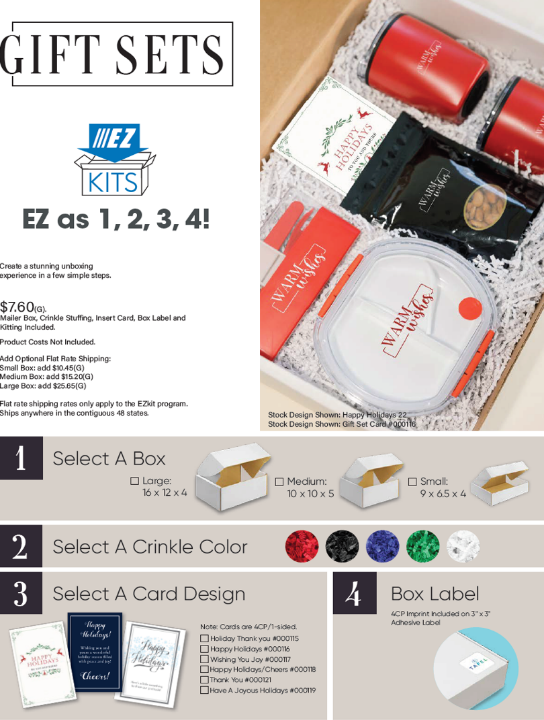 GIFT SETS
EZ
KITS
EZ as 1, 2, 3, 4!
Create a stunning unboxing
experience in a few simple steps.
$7.60(G).
Mailer Box, Crinkle Stuffing, Insert Card, Box Label and
Kitting Included.
Product Costs Not Included.
Add Optional Flat Rate Shipping:
Small Box: add $10.45(G)
Medium Box: add $15.20(G)
Large Box: add $25.65(G)
Flat rate shipping rates only apply to the EZkit program.
Ships anywhere in the contiguous 48 states.
WARM
wishes
HAPPY
HOLIDAYS
TO YOU AND YOURS
WARM
wishes
WARM
wishes
WARM
wishes
Stock Design Shown: Happy Holidays 22
Stock Design Shown: Gift Set Card #000116
1 Select A Box
Large:
16 x 12 x 4
Medium:
10 x 10 x 5
Small:
9 x 6.5 x 4
2 Select A Crinkle Color
3 Select A Card Design
HAPPY
HOLIDAYS
Happy
Holidays!
Cheers!
Happy
Holidays
Note: Cards are 4CP/1-sided.
Holiday Thank you #000115
Happy Holidays #000116
Wishing You Joy #000117
Happy Holidays/Cheers #000118
Thank You #000121
Have A Joyous Holidays #000119
4 Box Label
4CP Imprint Included on 3" x 3"
Adhesive Label